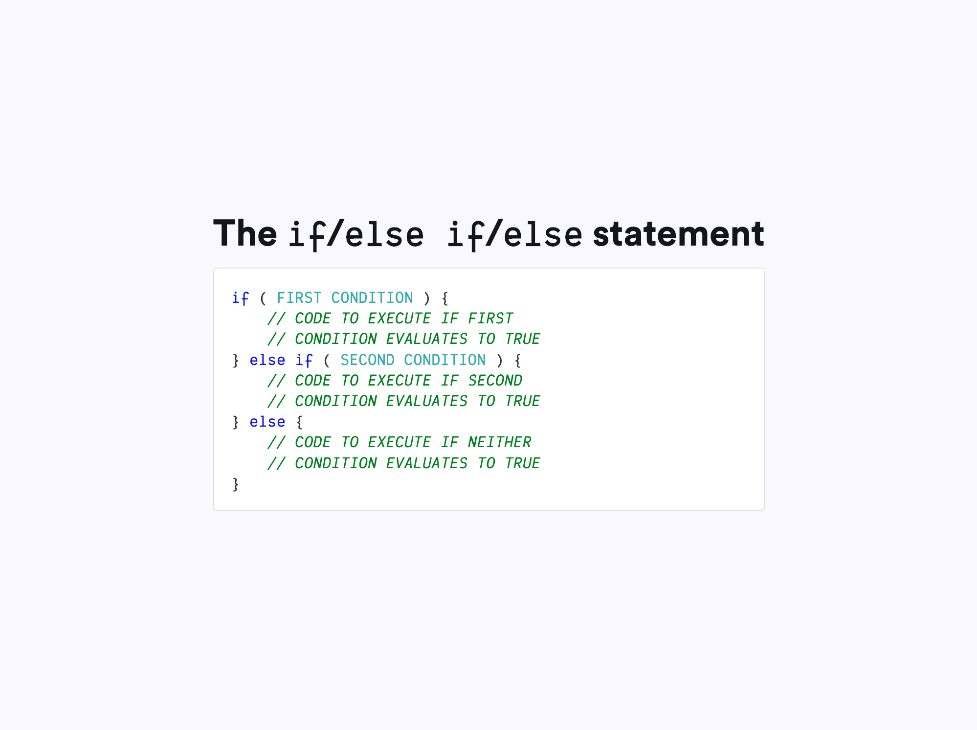 The if/else if/else statement
if ( FIRST CONDITION ) {
    // CODE TO EXECUTE IF FIRST
    // CONDITION EVALUATES TO TRUE
} else if ( SECOND CONDITION ) {
    // CODE TO EXECUTE IF SECOND
    // CONDITION EVALUATES TO TRUE
} else {
    // CODE TO EXECUTE IF NEITHER
    // CONDITION EVALUATES TO TRUE
}